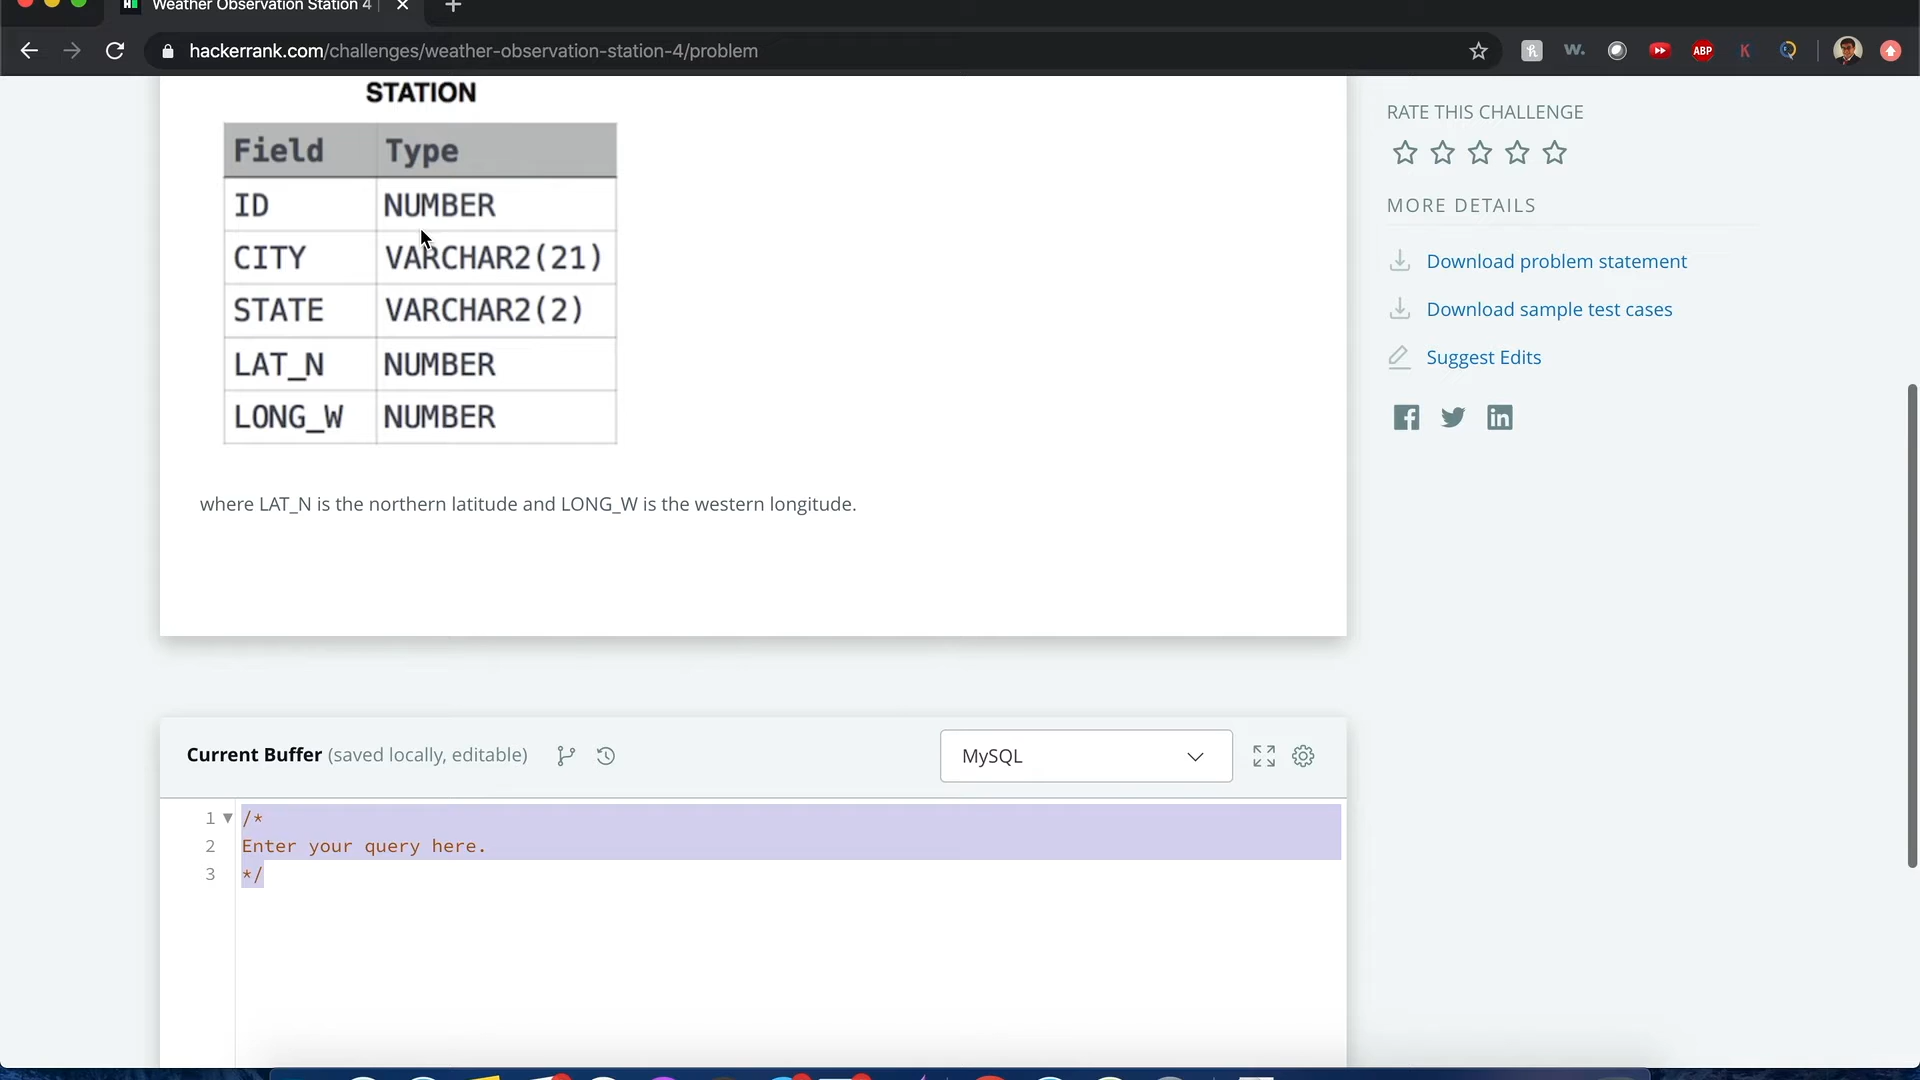 Weather Observation Station 4
hackerrank.com/challenges/weather-observation-station-4/problem
w.
ABP
K
STATION
Field Type
ID NUMBER
CITY VARCHAR2(21)
STATE VARCHAR2(2)
LAT_N NUMBER
LONG_W NUMBER
where LAT_N is the northern latitude and LONG_W is the western longitude.
RATE THIS CHALLENGE
MORE DETAILS
Download problem statement
Download sample test cases
Suggest Edits
Current Buffer (saved locally, editable)
MySQL
1 /*
2 Enter your query here.
3 */